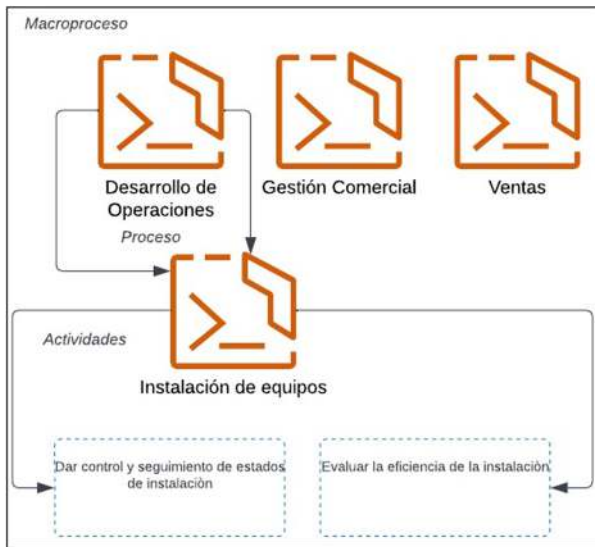 Macroproceso
Desarrollo de
Operaciones
Gestión Comercial
Ventas
Proceso
Actividades
Instalación de equipos
Dar control y seguimiento de estados
de instalaciòn
Evaluar la eficiencia de la instalaciòn